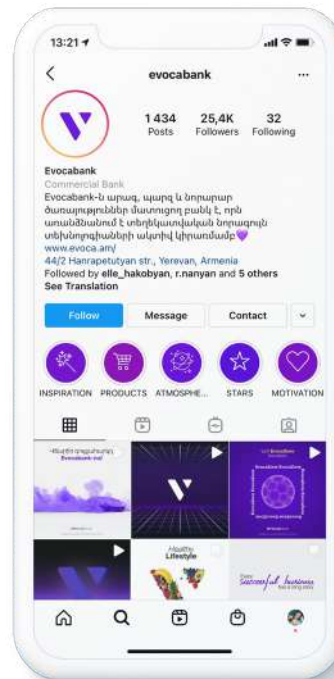 13:21
evocabank
1 434
25,4K
32
Posts
Followers
Following
Evocabank
Commercial Bank
Evocabank-ն արագ, պարզ և նորարար
ծառայություններ մատուցող բանկ է, որն
առանձնանում է տեղեկատվական նորագույն
տեխնոլոգիաների ակտիվ կիրառմամբ💜
www.evoca.am/
44/2 Hanrapetutyan str., Yerevan, Armenia
Followed by elle_hakobyan, r.nanyan and 5 others
See Translation
Follow
Message
Contact
INSPIRATION
PRODUCTS
ATMOSPHE...
STARS
MOTIVATION
Evocabank-ով
Healthy
Lifestyle
Successful business